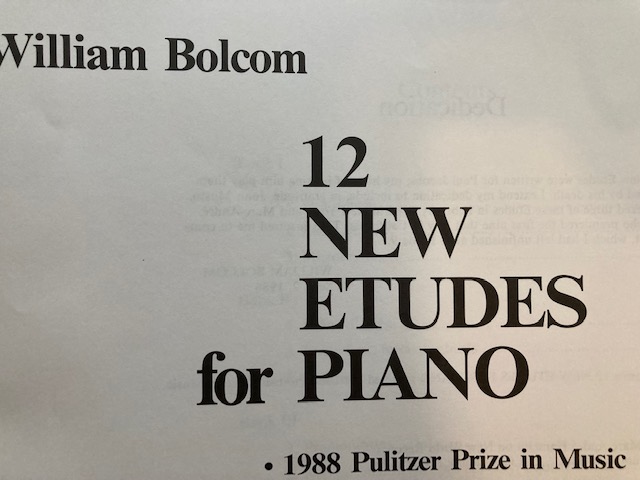 William Bolcom
12
NEW
ETUDES
for PIANO
• 1988 Pulitzer Prize in Music